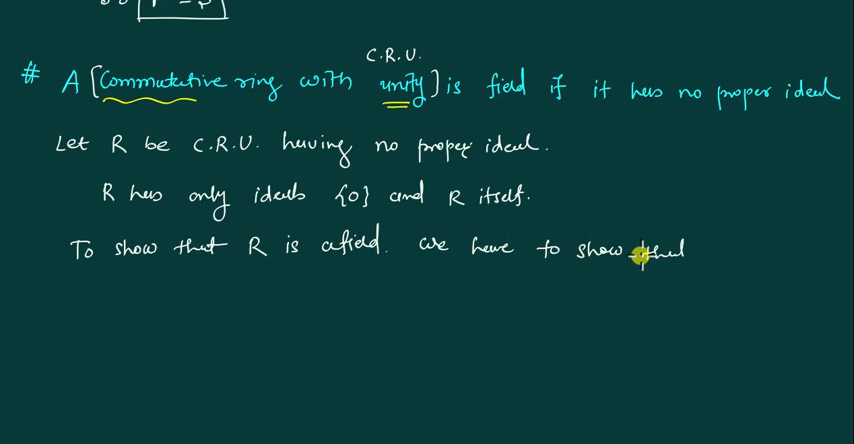 C.R.U.
# A [Commutative ring with unity] is field if it has no proper ideal
Let R be C.R.U. having no proper ideal.
R has only ideals {0} and R itself.
To show that R is a field. We have to show that